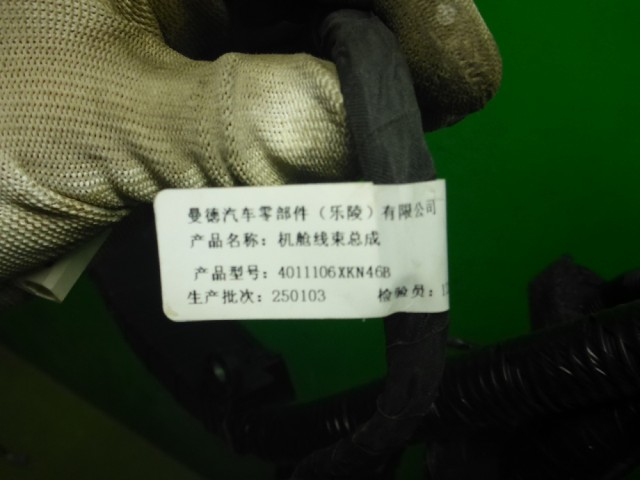 曼德汽车零部件（乐陵）有限公司
产品名称：机舱线束总成
产品型号：4011106XKN46B
生产批次：250103 检验员：